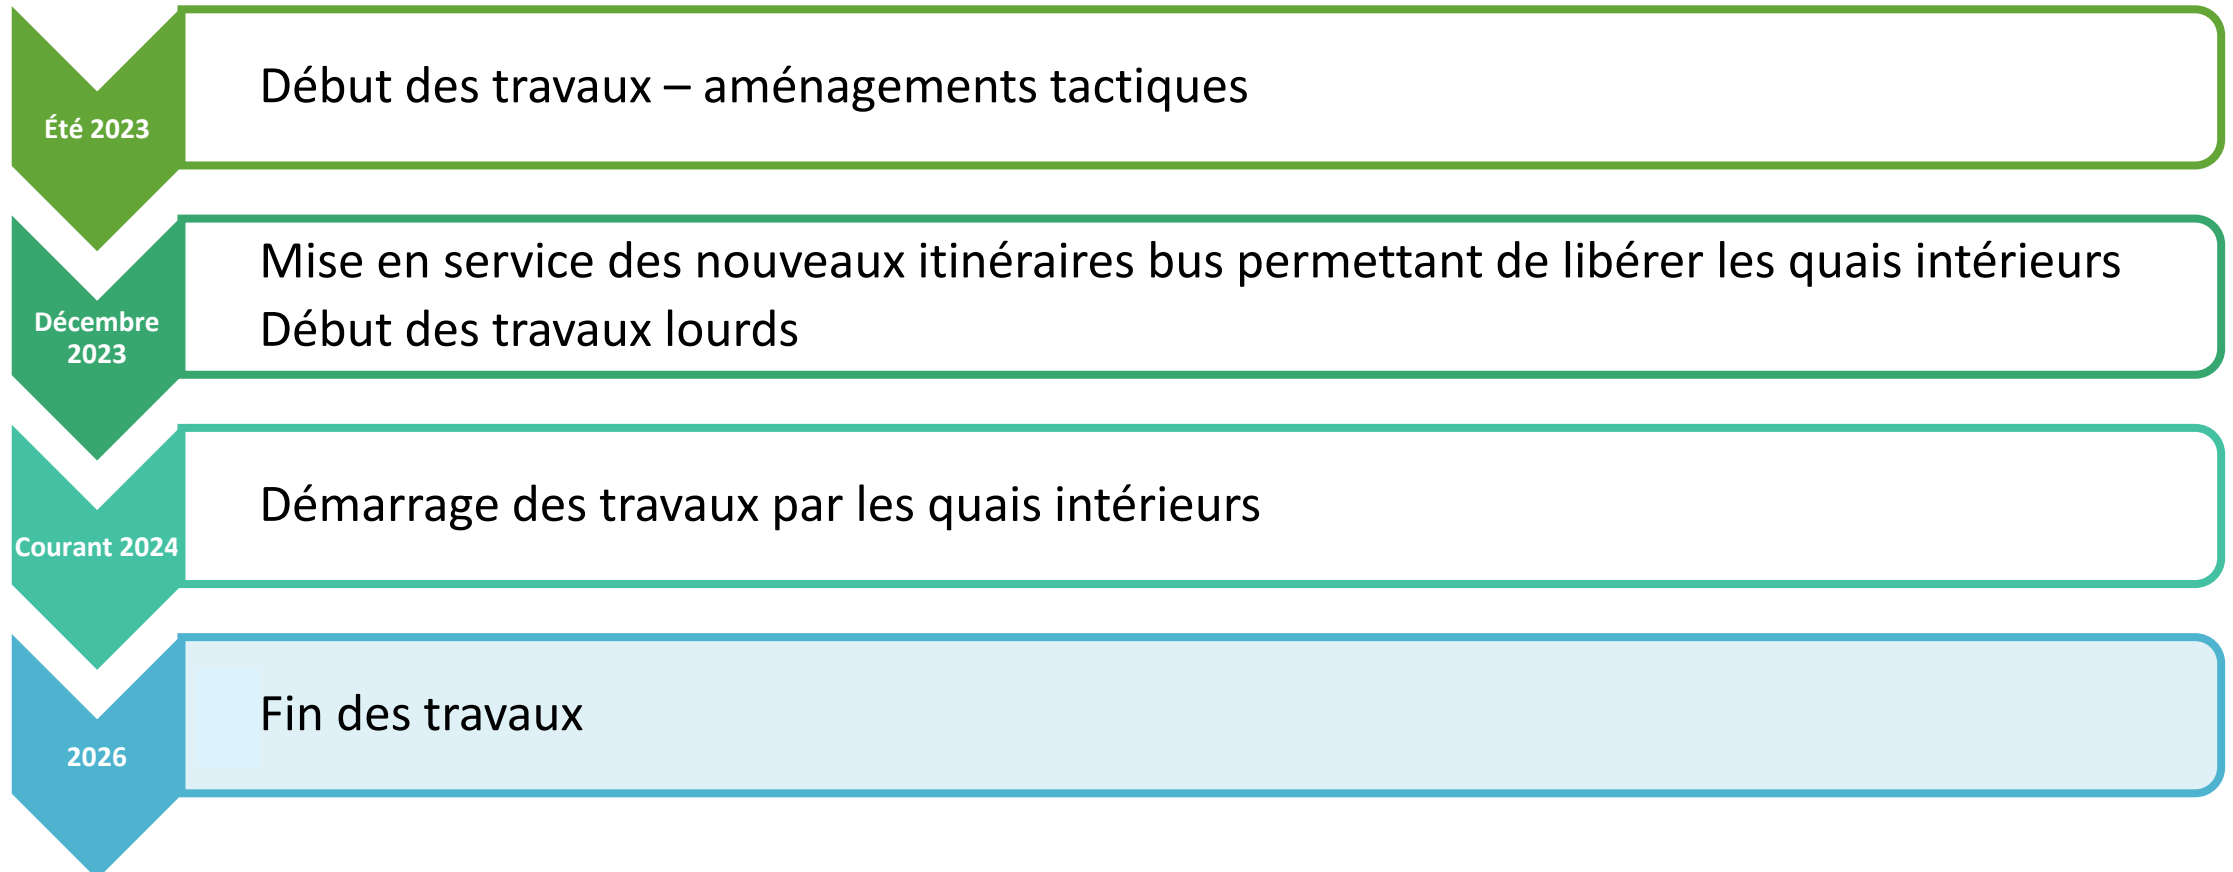 Été 2023
Début des travaux – aménagements tactiques
Décembre
2023
Mise en service des nouveaux itinéraires bus permettant de libérer les quais intérieurs
Début des travaux lourds
Courant 2024
Démarrage des travaux par les quais intérieurs
2026
Fin des travaux